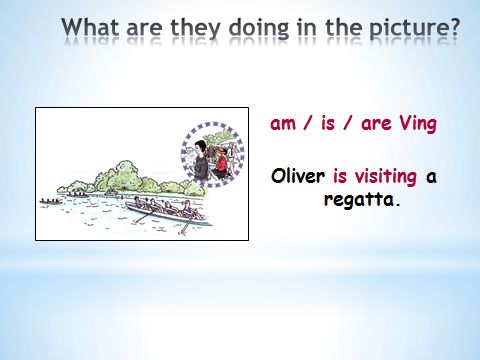 What are they doing in the picture?
am / is / are Ving
Oliver is visiting a
regatta.